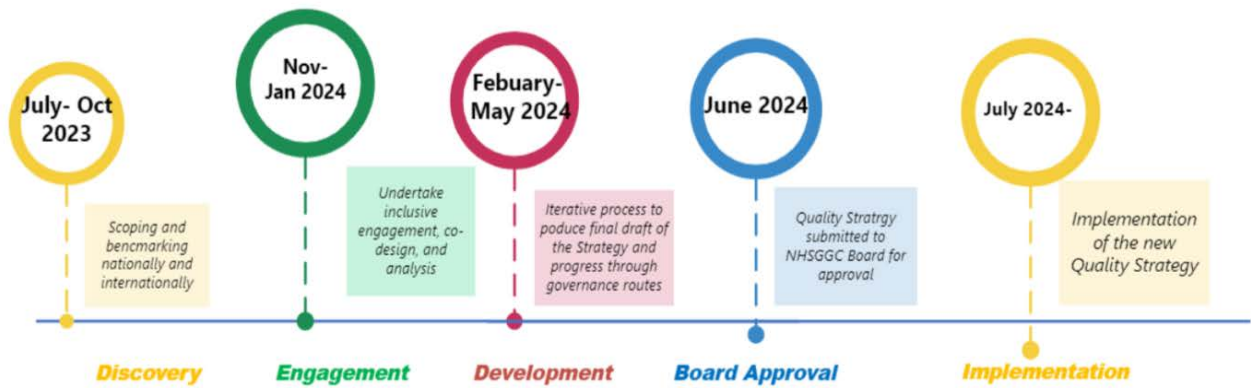 July- Oct
2023
Nov-
Jan 2024
Febuary-
May 2024
June 2024
July 2024-
Scoping and
bencmarking
nationally and
internationally
Undertake
inclusive
engagement, co-
design, and
analysis
Iterative process to
poduce final draft of
the Strategy and
progress through
governance routes
Quality Stratrgy
submitted to
NHSGGC Board for
approval
Implementation
of the new
Quality Strategy
Discovery
Engagement
Development
Board Approval
Implementation